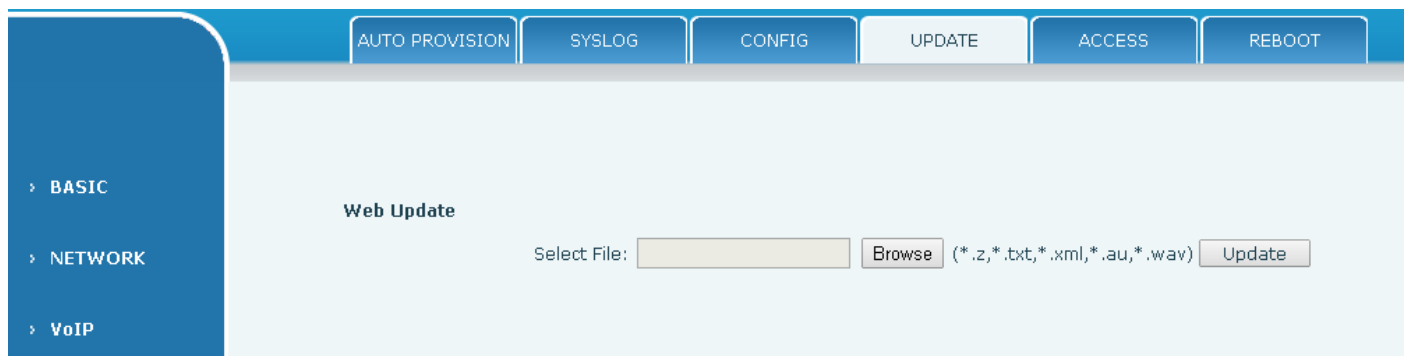 AUTO PROVISION SYSLOG CONFIG UPDATE ACCESS REBOOT
› BASIC
› NETWORK
› VoIP
Web Update
Select File: Browse (*.z,*.txt,*.xml,*.au,*.wav) Update